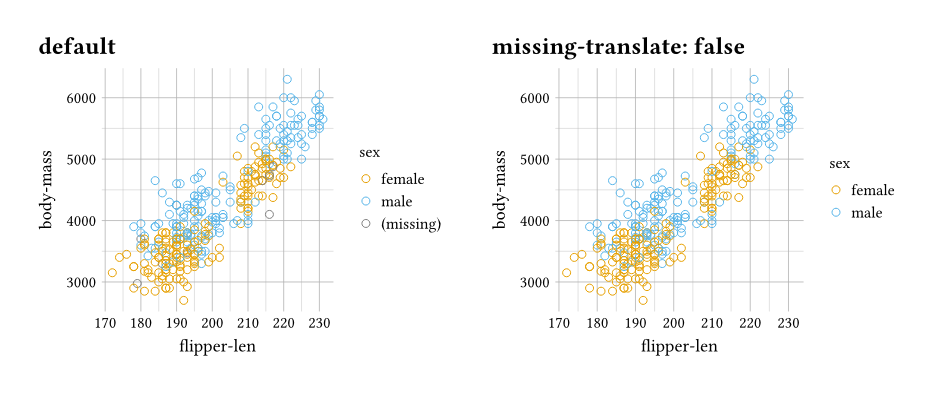 default
missing-translate: false
6000
5000
4000
3000
body-mass
170 180 190 200 210 220 230
flipper-len
sex
female
male
(missing)
6000
5000
4000
3000
body-mass
170 180 190 200 210 220 230
flipper-len
sex
female
male